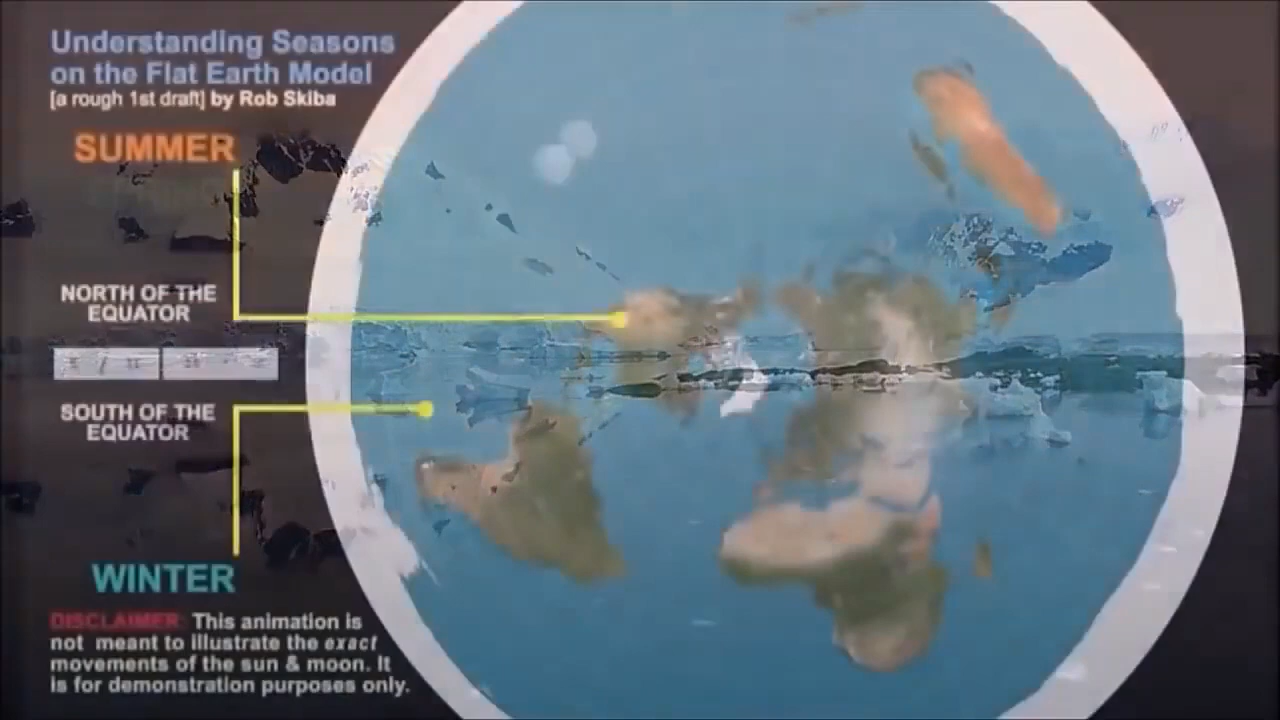 Understanding Seasons
on the Flat Earth Model
[a rough 1st draft] by Rob Skiba
SUMMER
NORTH OF THE
EQUATOR
SOUTH OF THE
EQUATOR
WINTER
DISCLAIMER: This animation is
not meant to illustrate the exact
movements of the sun & moon. It
is for demonstration purposes only.